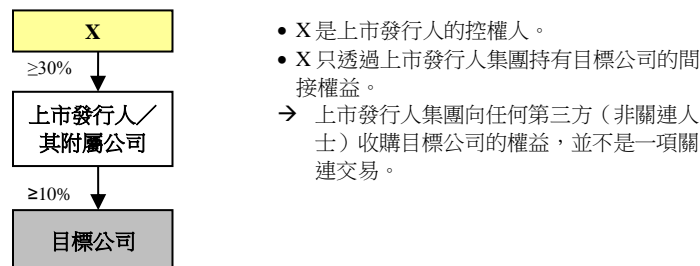 X
≥30%
上市發行人／
其附屬公司
≥10%
目標公司
• X 是上市發行人的控權人。
• X 只透過上市發行人集團持有目標公司的間
接權益。
→ 上市發行人集團向任何第三方（非關連人
士）收購目標公司的權益，並不是一項關
連交易。